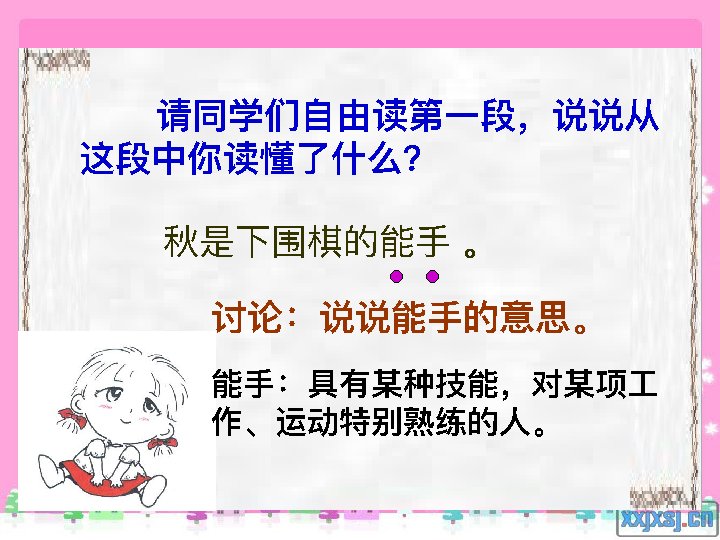 请同学们自由读第一段，说说从
这段中你读懂了什么？
秋是下围棋的能手 。
讨论：说说能手的意思。
能手：具有某种技能，对某项工
作、运动特别熟练的人。
xxjxsj.cn